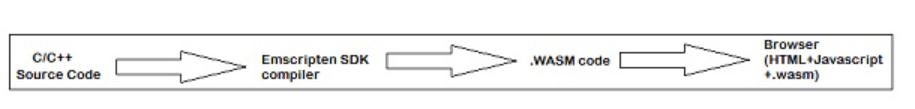 C/C++
Source Code
Emscripten SDK
compiler
.WASM code
Browser
(HTML+Javascript
+.wasm)